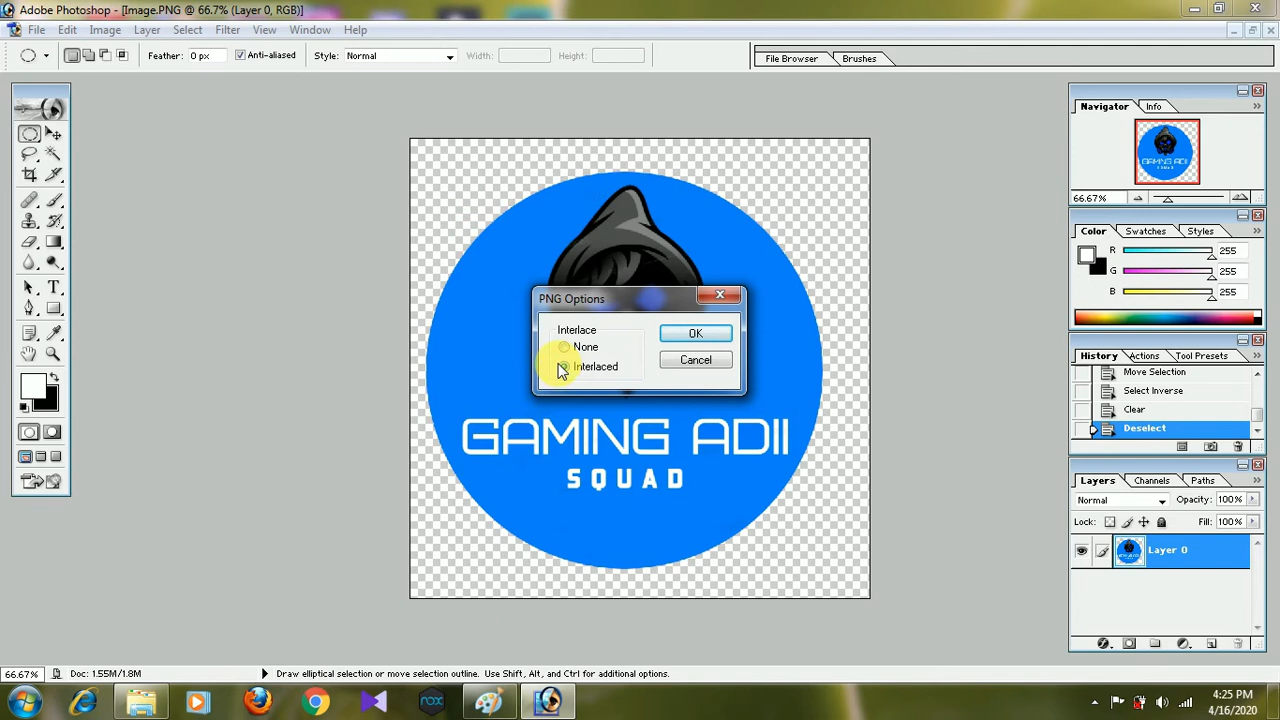 Adobe Photoshop - [Image.PNG @ 66.7% (Layer 0, RGB)]
File Edit Image Layer Select Filter View Window Help
Feather: 0 px Anti-aliased Style: Normal Width: Height: File Browser Brushes
Navigator Info
66.67%
Color Swatches Styles
R 255
G 255
B 255
PNG Options
Interlace
None
Interlaced
OK
Cancel
GAMING ADII
SQUAD
History Actions Tool Presets
Move Selection
Select Inverse
Clear
Deselect
Layers Channels Paths
Normal Opacity: 100%
Lock: Fill: 100%
Layer 0
66.67% Doc: 1.55M/1.8M Draw elliptical selection or move selection outline. Use Shift, Alt, and Ctrl for additional options.
nox
4:25 PM
4/16/2020